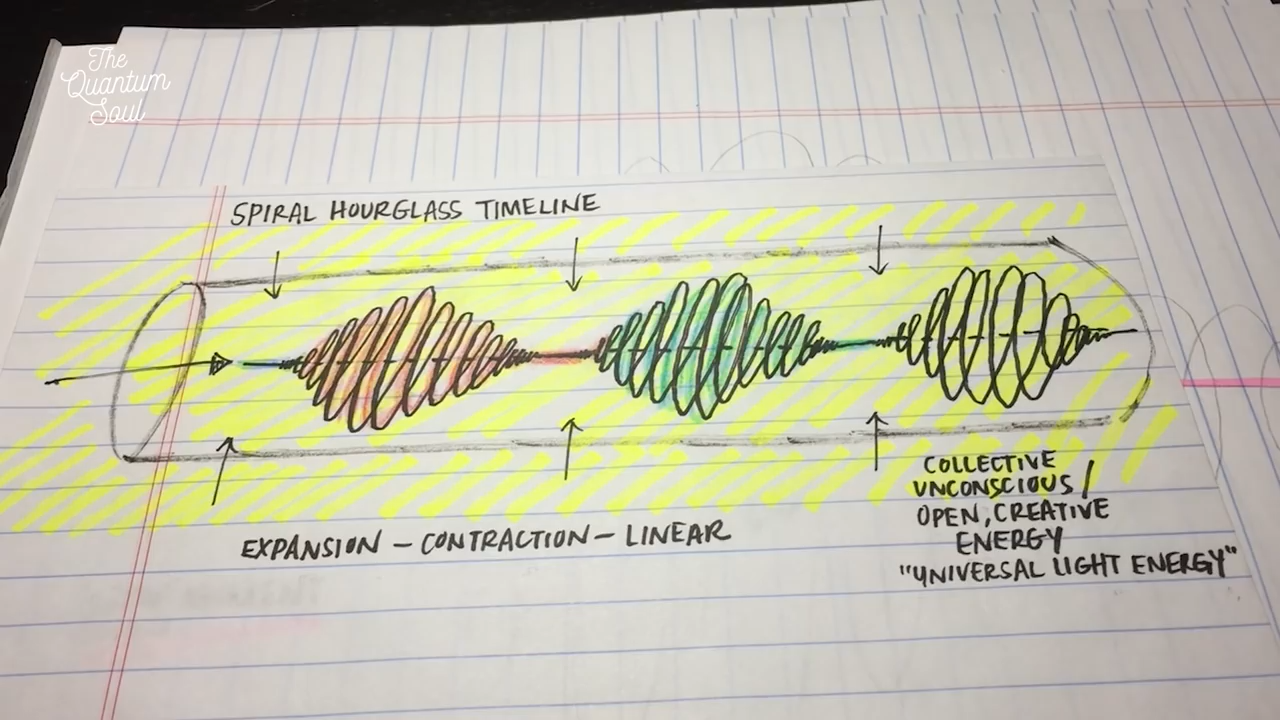 The
Quantum
Soul
SPIRAL HOURGLASS TIMELINE
EXPANSION – CONTRACTION – LINEAR
COLLECTIVE
UNCONSCIOUS /
OPEN, CREATIVE
ENERGY
"UNIVERSAL LIGHT ENERGY"